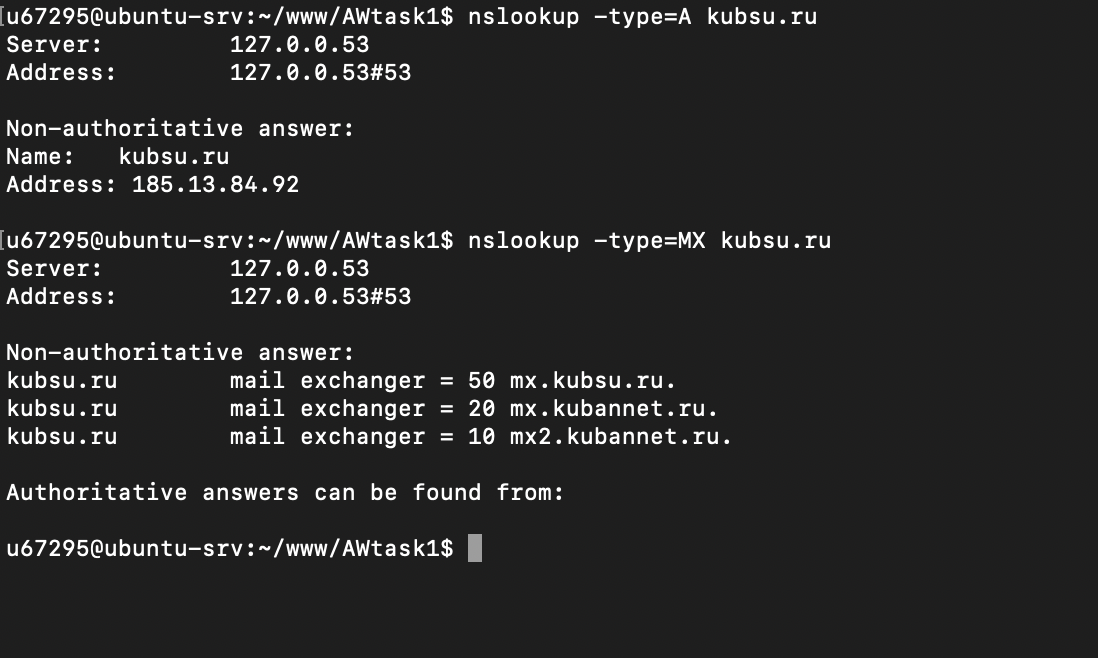 [u67295@ubuntu-srv:~/www/AWtask1$ nslookup -type=A kubsu.ru
Server:         127.0.0.53
Address:        127.0.0.53#53
Non-authoritative answer:
Name:   kubsu.ru
Address: 185.13.84.92
[u67295@ubuntu-srv:~/www/AWtask1$ nslookup -type=MX kubsu.ru
Server:         127.0.0.53
Address:        127.0.0.53#53
Non-authoritative answer:
kubsu.ru        mail exchanger = 50 mx.kubsu.ru.
kubsu.ru        mail exchanger = 20 mx.kubannet.ru.
kubsu.ru        mail exchanger = 10 mx2.kubannet.ru.
Authoritative answers can be found from:
u67295@ubuntu-srv:~/www/AWtask1$